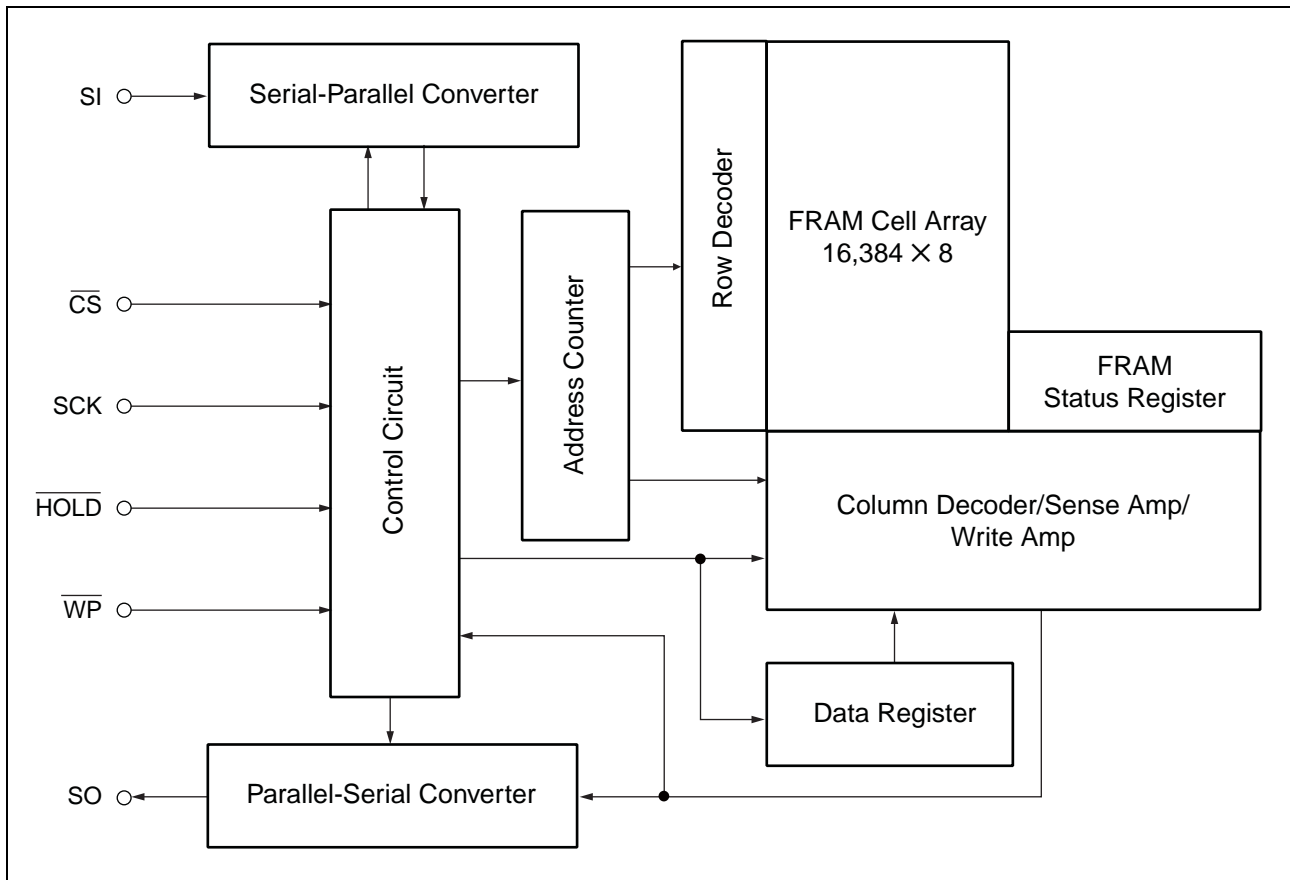 SI
Serial-Parallel Converter
Row Decoder
FRAM Cell Array
16,384 × 8
CS
Control Circuit
Address Counter
FRAM
Status Register
SCK
HOLD
Column Decoder/Sense Amp/
Write Amp
WP
Data Register
SO
Parallel-Serial Converter